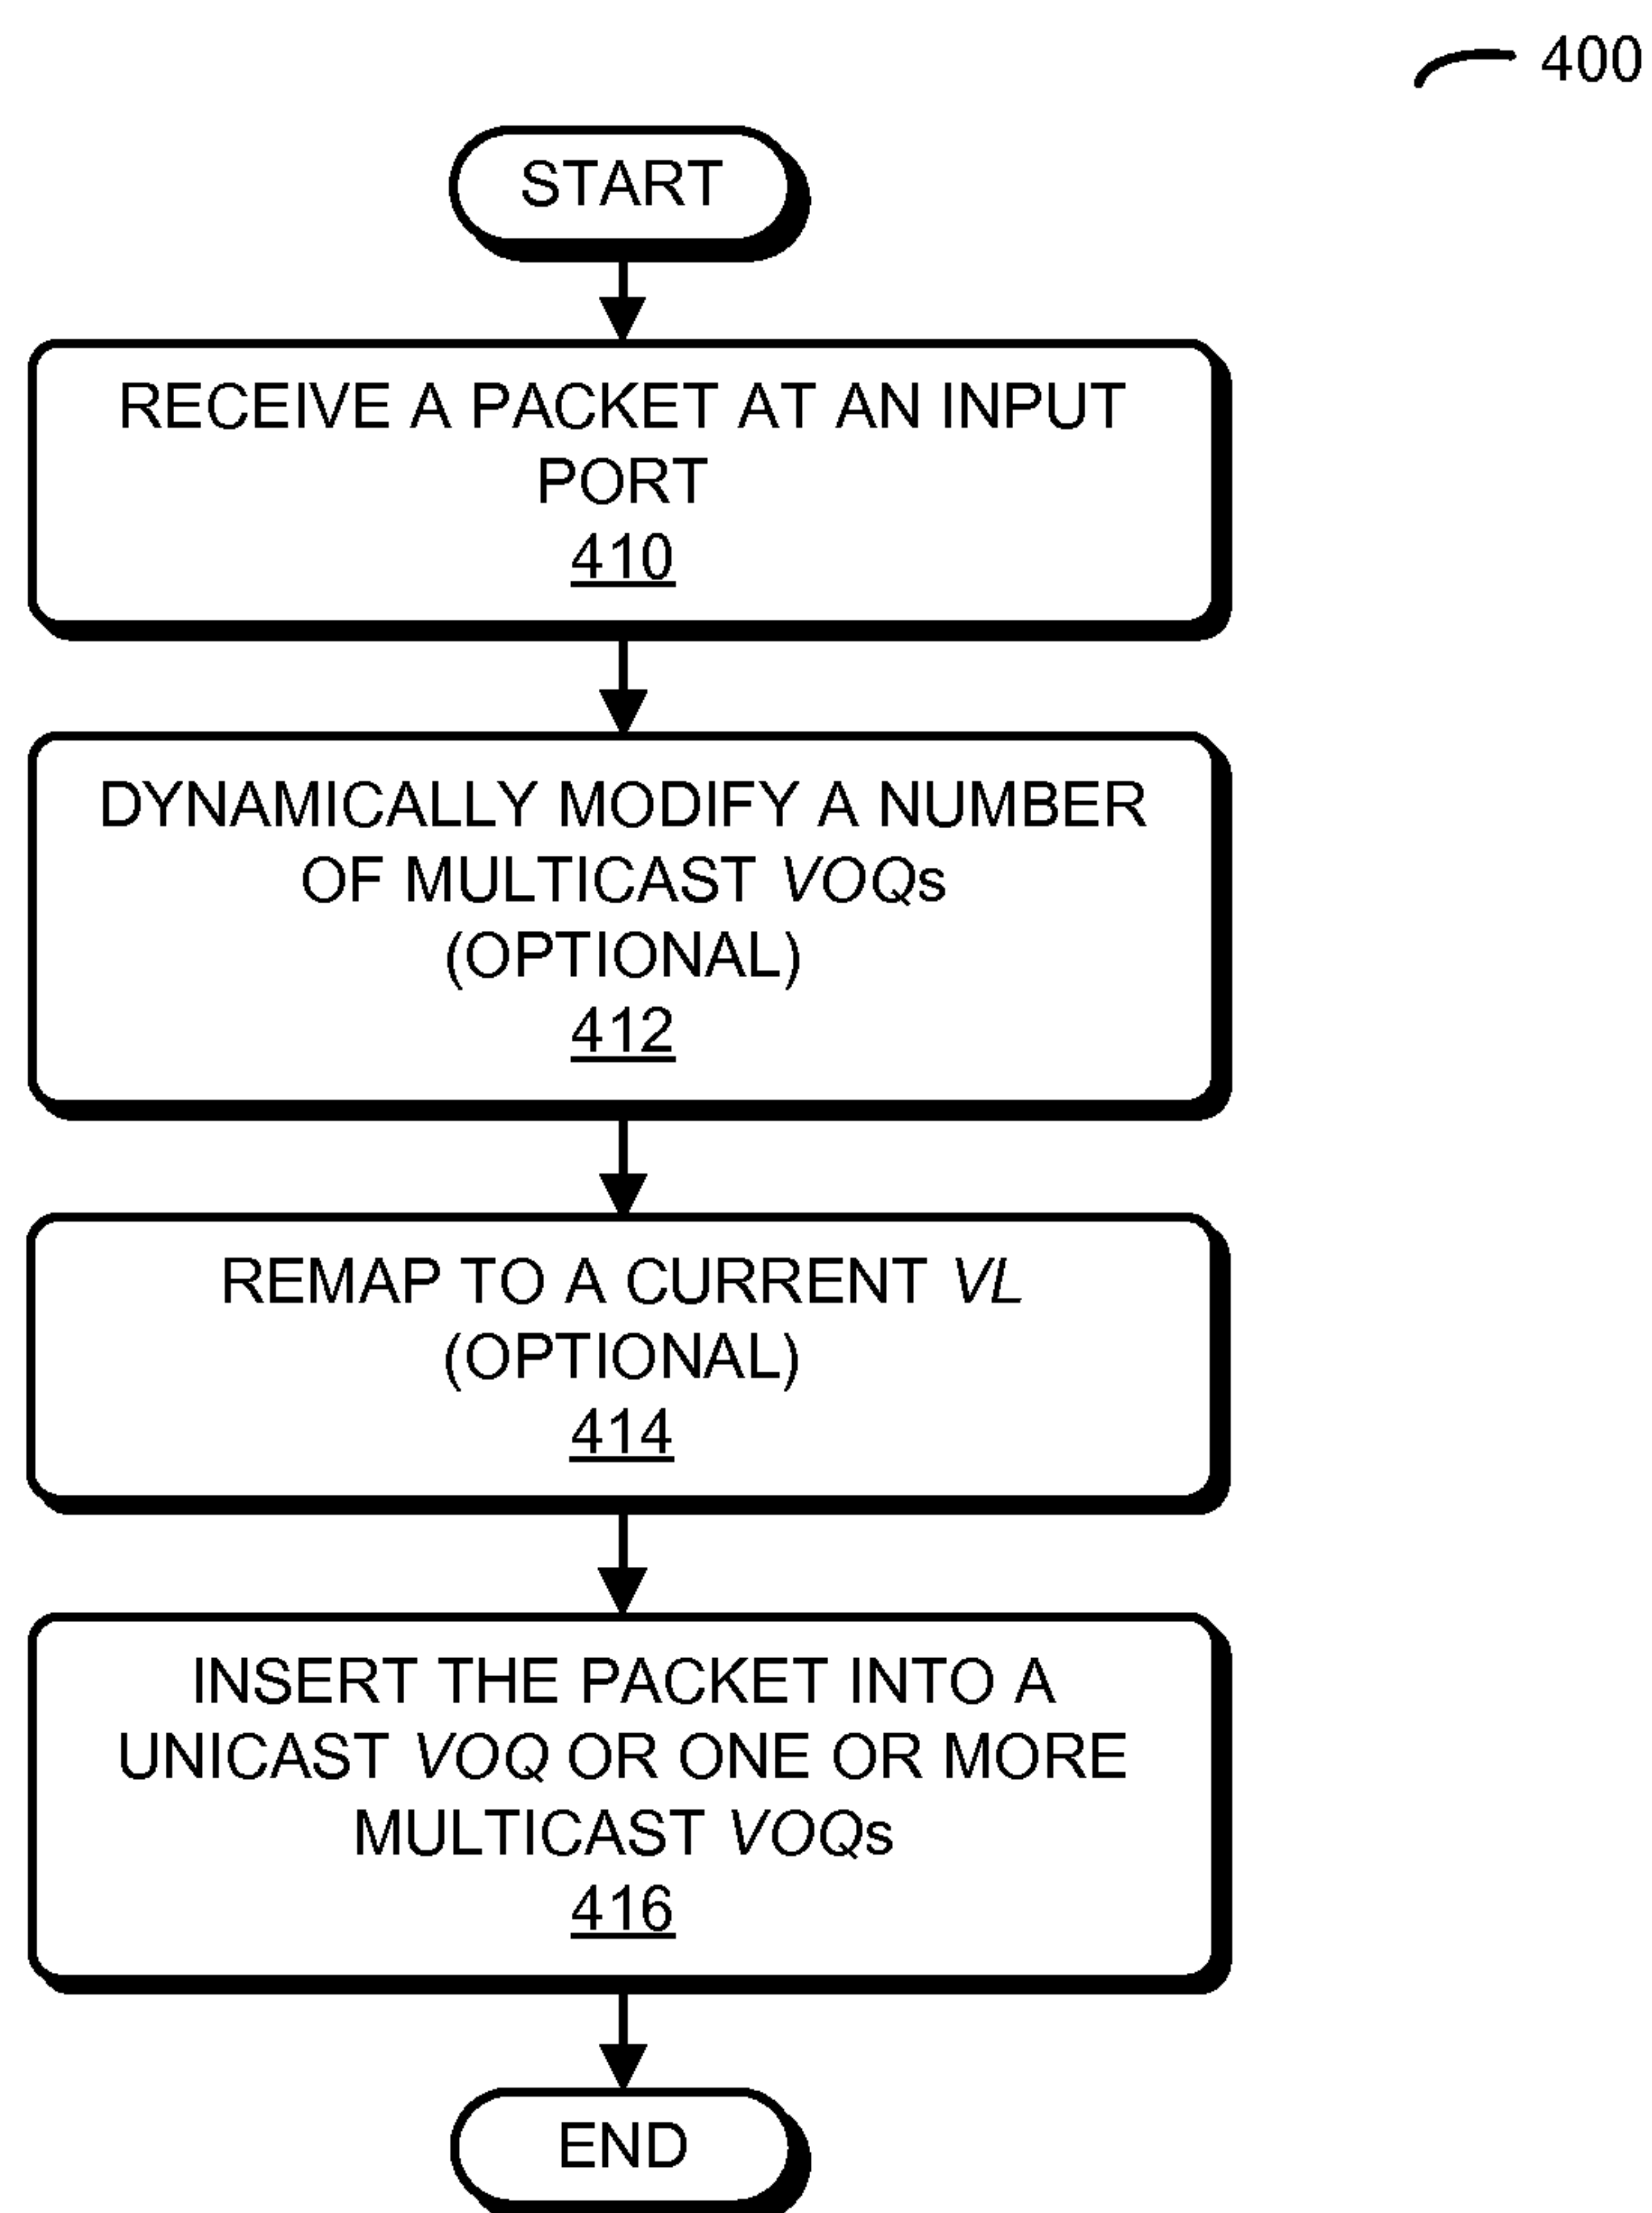 400
START
RECEIVE A PACKET AT AN INPUT
PORT
410
DYNAMICALLY MODIFY A NUMBER
OF MULTICAST VOQs
(OPTIONAL)
412
REMAP TO A CURRENT VL
(OPTIONAL)
414
INSERT THE PACKET INTO A
UNICAST VOQ OR ONE OR MORE
MULTICAST VOQs
416
END